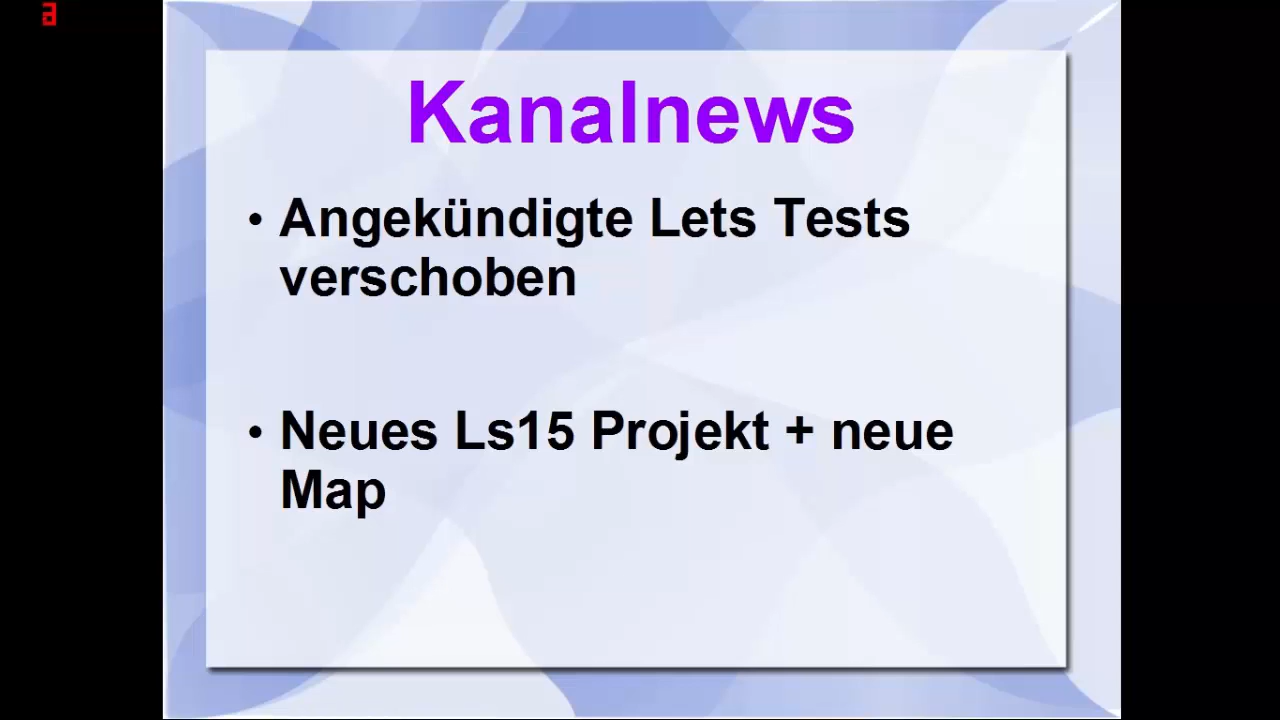 a
Kanalnews
• Angekündigte Lets Tests
verschoben
• Neues Ls15 Projekt + neue
Map